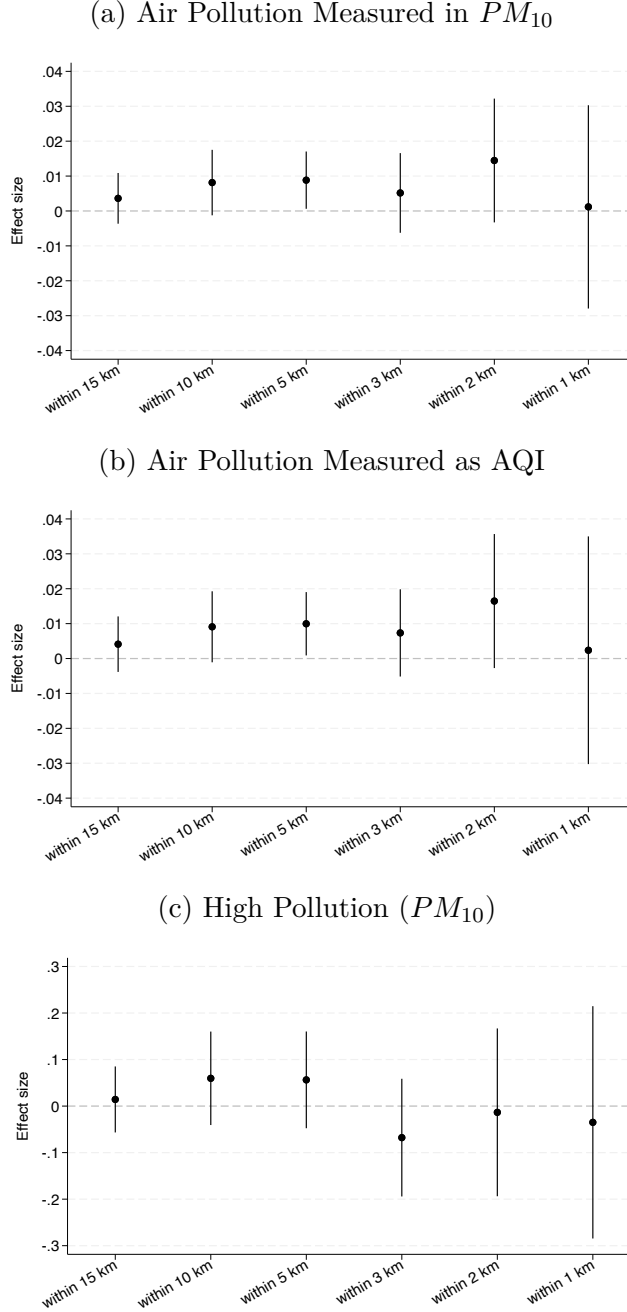 (a) Air Pollution Measured in PM10
.04
.03
.02
.01
0
-.01
-.02
-.03
-.04
Effect size
within 15 km
within 10 km
within 5 km
within 3 km
within 2 km
within 1 km
(b) Air Pollution Measured as AQI
.04
.03
.02
.01
0
-.01
-.02
-.03
-.04
Effect size
within 15 km
within 10 km
within 5 km
within 3 km
within 2 km
within 1 km
(c) High Pollution (PM10)
.3
.2
.1
0
-.1
-.2
-.3
Effect size
within 15 km
within 10 km
within 5 km
within 3 km
within 2 km
within 1 km